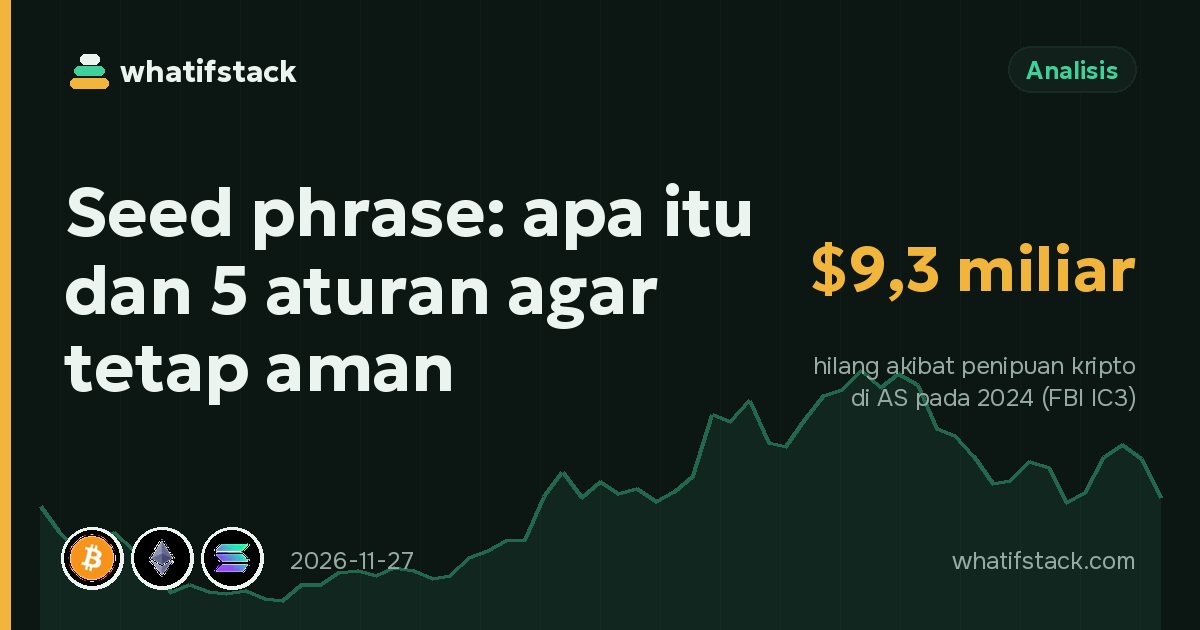 whatifstack
Analisis
Seed phrase: apa itu
dan 5 aturan agar
tetap aman
$9,3 miliar
hilang akibat penipuan kripto
di AS pada 2024 (FBI IC3)
2026-11-27
whatifstack.com